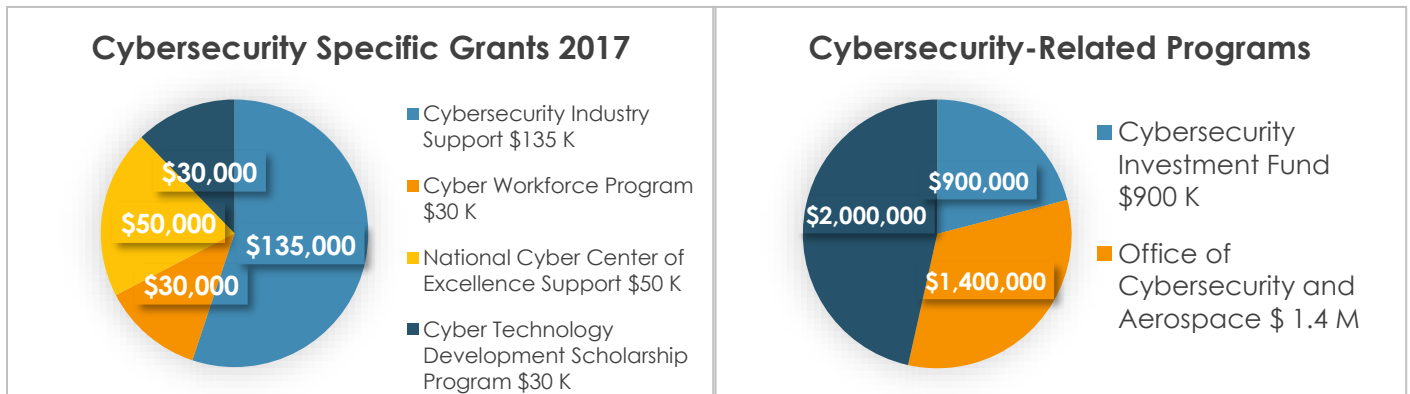 Cybersecurity Specific Grants 2017
$30,000
$50,000
$135,000
$30,000
Cybersecurity Industry
Support $135 K
Cyber Workforce Program
$30 K
National Cyber Center of
Excellence Support $50 K
Cyber Technology
Development Scholarship
Program $30 K
Cybersecurity-Related Programs
$900,000
$2,000,000
$1,400,000
Cybersecurity
Investment Fund
$900 K
Office of
Cybersecurity and
Aerospace $ 1.4 M